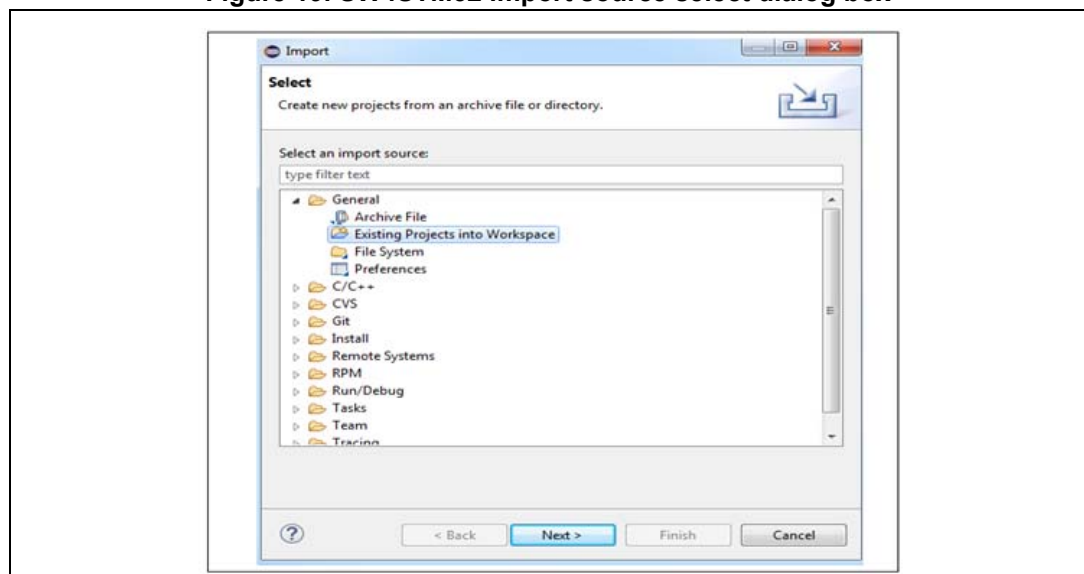 Import
Select
Create new projects from an archive file or directory.
Select an import source:
type filter text
General
Archive File
Existing Projects into Workspace
File System
Preferences
C/C++
CVS
Git
Install
Remote Systems
RPM
Run/Debug
Tasks
Team
Tracing
?
< Back
Next >
Finish
Cancel